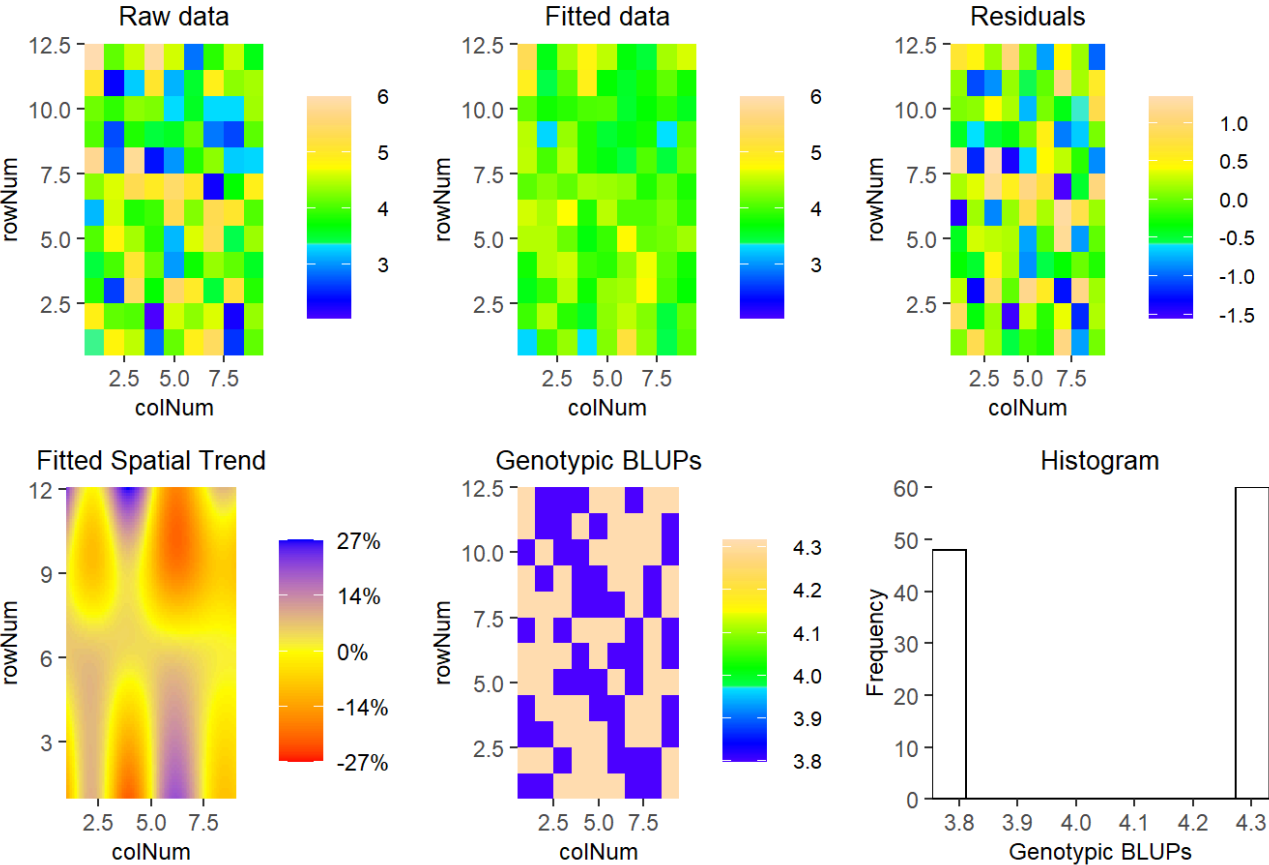 Raw data
12.5
10.0
7.5
5.0
2.5
rowNum
2.5 5.0 7.5
colNum
6
5
4
3
Fitted data
12.5
10.0
7.5
5.0
2.5
rowNum
2.5 5.0 7.5
colNum
6
5
4
3
Residuals
12.5
10.0
7.5
5.0
2.5
rowNum
2.5 5.0 7.5
colNum
1.0
0.5
0.0
-0.5
-1.0
-1.5
Fitted Spatial Trend
12
9
6
3
rowNum
2.5 5.0 7.5
colNum
27%
14%
0%
-14%
-27%
Genotypic BLUPs
12.5
10.0
7.5
5.0
2.5
rowNum
2.5 5.0 7.5
colNum
4.3
4.2
4.1
4.0
3.9
3.8
Histogram
60
50
40
30
20
10
0
Frequency
3.8 3.9 4.0 4.1 4.2 4.3
Genotypic BLUPs